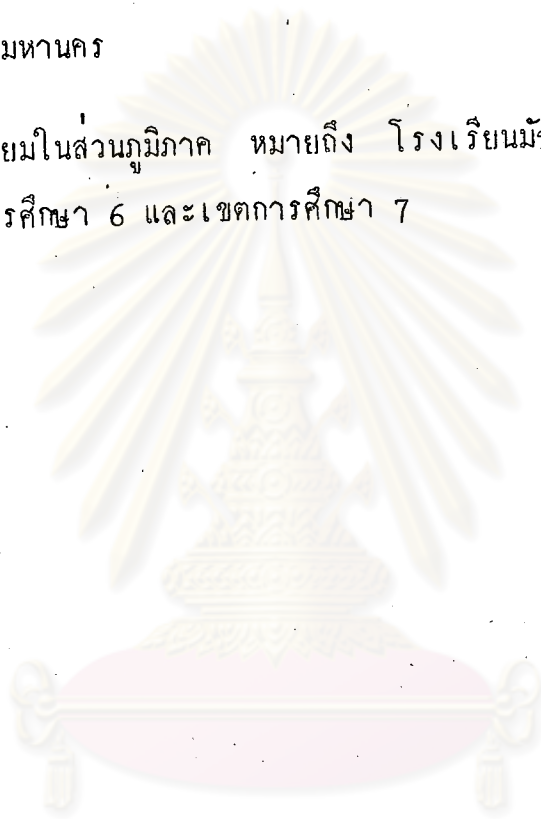 มหานคร
ยมในส่วนภูมิภาค หมายถึง โรงเรียนมัธ
รศึกษา 6 และเขตการศึกษา 7